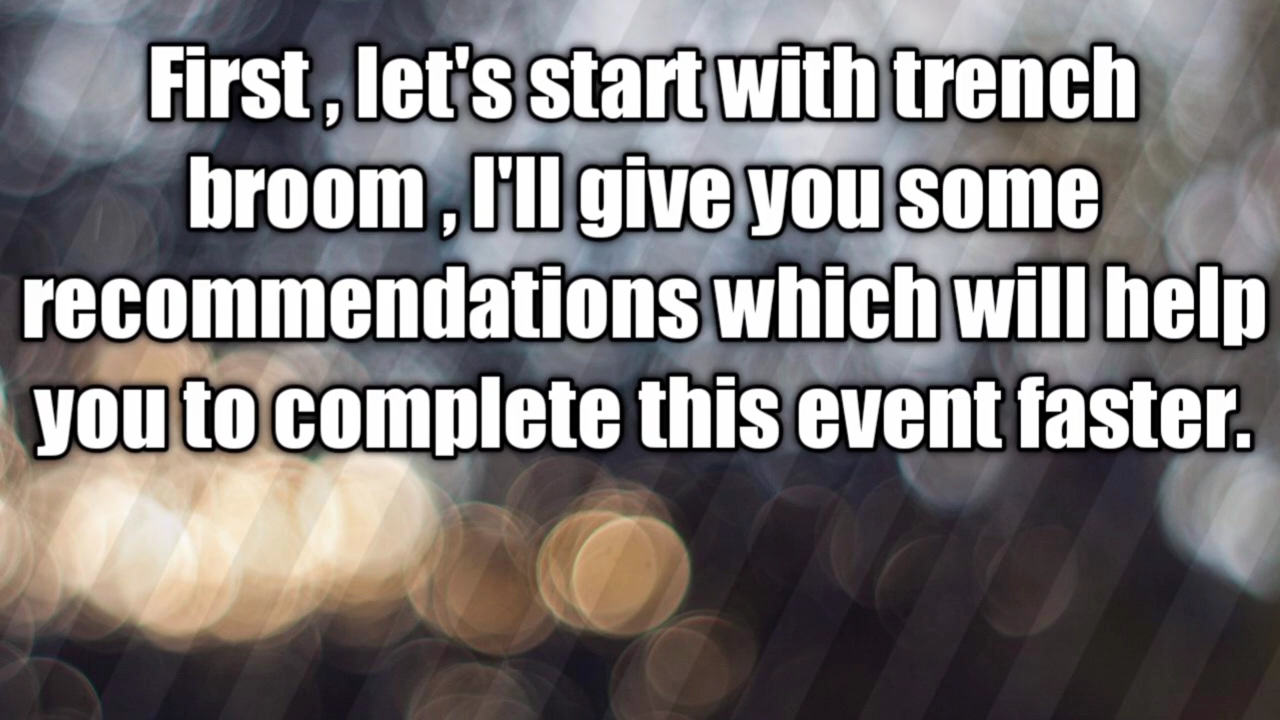 First , let's start with trench
broom , I'll give you some
recommendations which will help
you to complete this event faster.